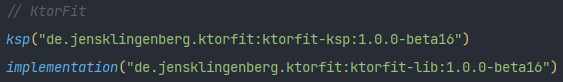 // KtorFit
ksp("de.jensklingenberg.ktorfit:ktorfit-ksp:1.0.0-beta16")
implementation("de.jensklingenberg.ktorfit:ktorfit-lib:1.0.0-beta16")